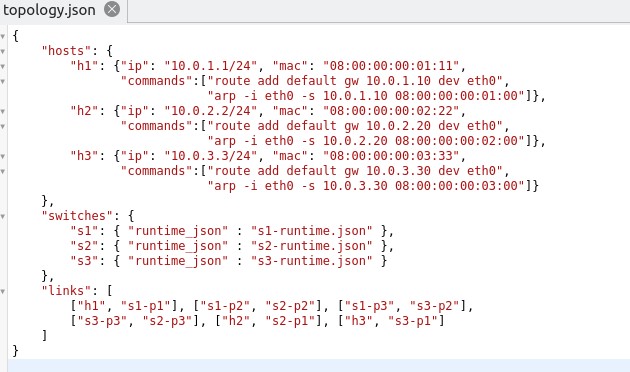 topology.json
{
    "hosts": {
        "h1": {"ip": "10.0.1.1/24", "mac": "08:00:00:00:01:11",
               "commands":["route add default gw 10.0.1.10 dev eth0",
                           "arp -i eth0 -s 10.0.1.10 08:00:00:00:01:00"]},
        "h2": {"ip": "10.0.2.2/24", "mac": "08:00:00:00:02:22",
               "commands":["route add default gw 10.0.2.20 dev eth0",
                           "arp -i eth0 -s 10.0.2.20 08:00:00:00:02:00"]},
        "h3": {"ip": "10.0.3.3/24", "mac": "08:00:00:00:03:33",
               "commands":["route add default gw 10.0.3.30 dev eth0",
                           "arp -i eth0 -s 10.0.3.30 08:00:00:00:03:00"]}
    },
    "switches": {
        "s1": { "runtime_json" : "s1-runtime.json" },
        "s2": { "runtime_json" : "s2-runtime.json" },
        "s3": { "runtime_json" : "s3-runtime.json" }
    },
    "links": [
        ["h1", "s1-p1"], ["s1-p2", "s2-p2"], ["s1-p3", "s3-p2"],
        ["s3-p3", "s2-p3"], ["h2", "s2-p1"], ["h3", "s3-p1"]
    ]
}